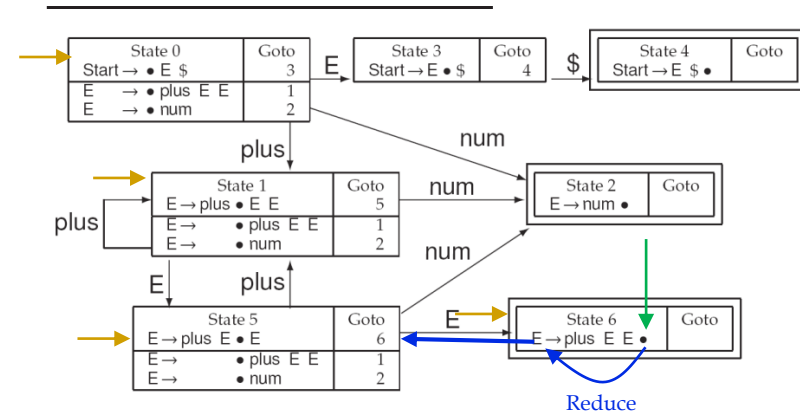 State 0 Goto
Start → • E $ 3
E → • plus E E 1
E → • num 2
E
State 3 Goto
Start → E • $ 4
$
State 4 Goto
Start → E $ •
plus
num
State 1 Goto
E → plus • E E 5
E → • plus E E 1
E → • num 2
plus
num
State 2 Goto
E → num •
E
plus
num
State 5 Goto
E → plus E • E 6
E → • plus E E 1
E → • num 2
E
State 6 Goto
E → plus E E •
Reduce